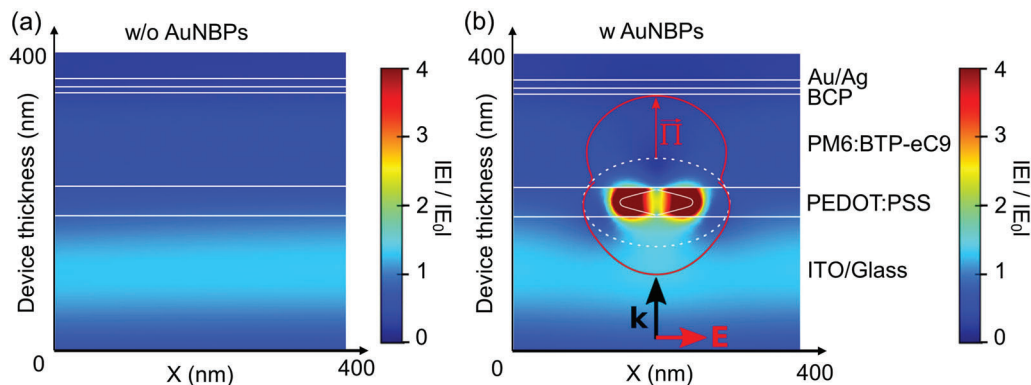 (a)
w/o AuNBPs
400
Device thickness (nm)
0
X (nm)
400
4
3
2
1
0
|E| / |E₀|
(b)
w AuNBPs
400
Device thickness (nm)
0
X (nm)
400
Π
k
E
Au/Ag
BCP
PM6:BTP-eC9
PEDOT:PSS
ITO/Glass
4
3
2
1
0
|E| / |E₀|